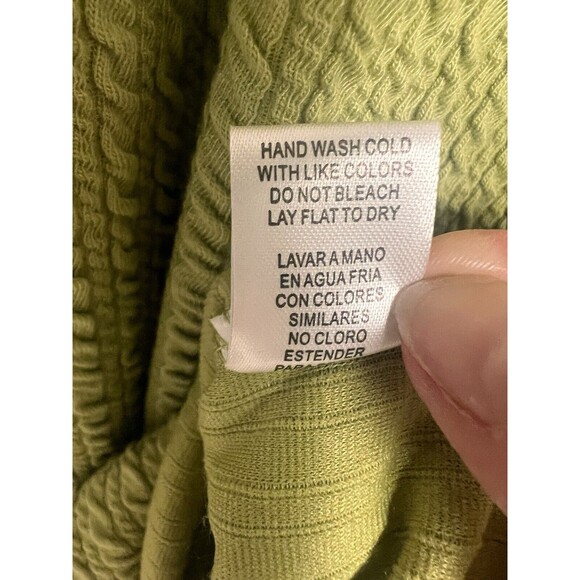 HAND WASH COLD
WITH LIKE COLORS
DO NOT BLEACH
LAY FLAT TO DRY
LAVAR A MANO
EN AGUA FRIA
CON COLORES
SIMILARES
NO CLORO
ESTENDER